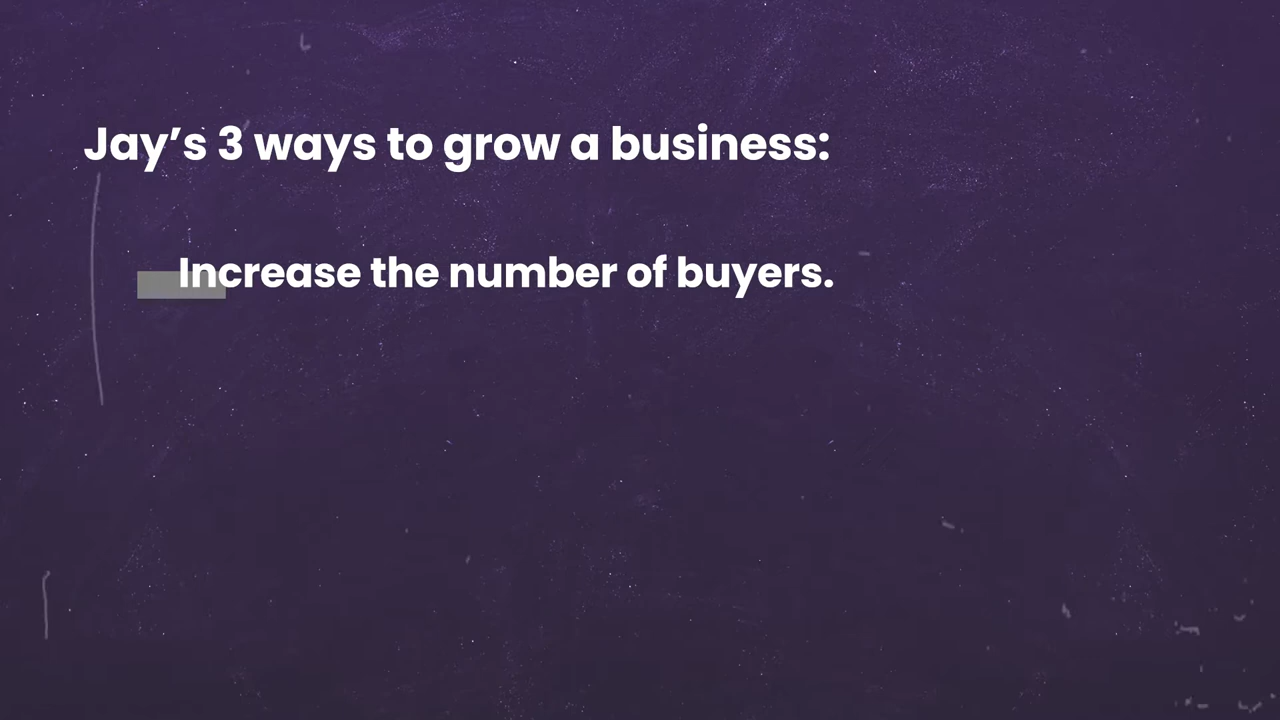 Jay’s 3 ways to grow a business:
Increase the number of buyers.